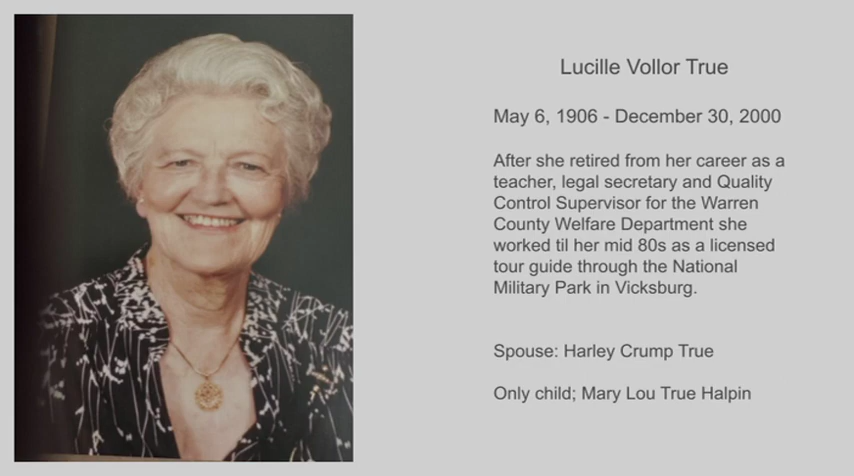 Lucille Vollor True
May 6, 1906 - December 30, 2000
After she retired from her career as a
teacher, legal secretary and Quality
Control Supervisor for the Warren
County Welfare Department she
worked til her mid 80s as a licensed
tour guide through the National
Military Park in Vicksburg.
Spouse: Harley Crump True
Only child; Mary Lou True Halpin